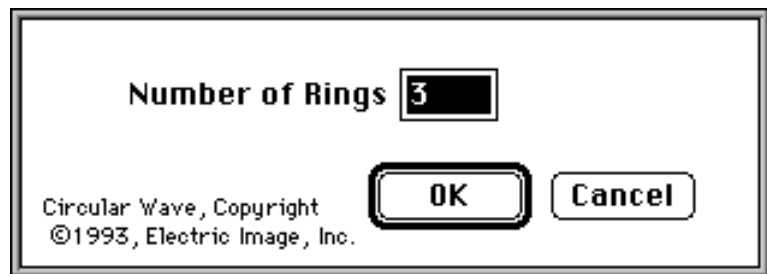 Number of Rings 3
OK Cancel
Circular Wave, Copyright
©1993, Electric Image, Inc.